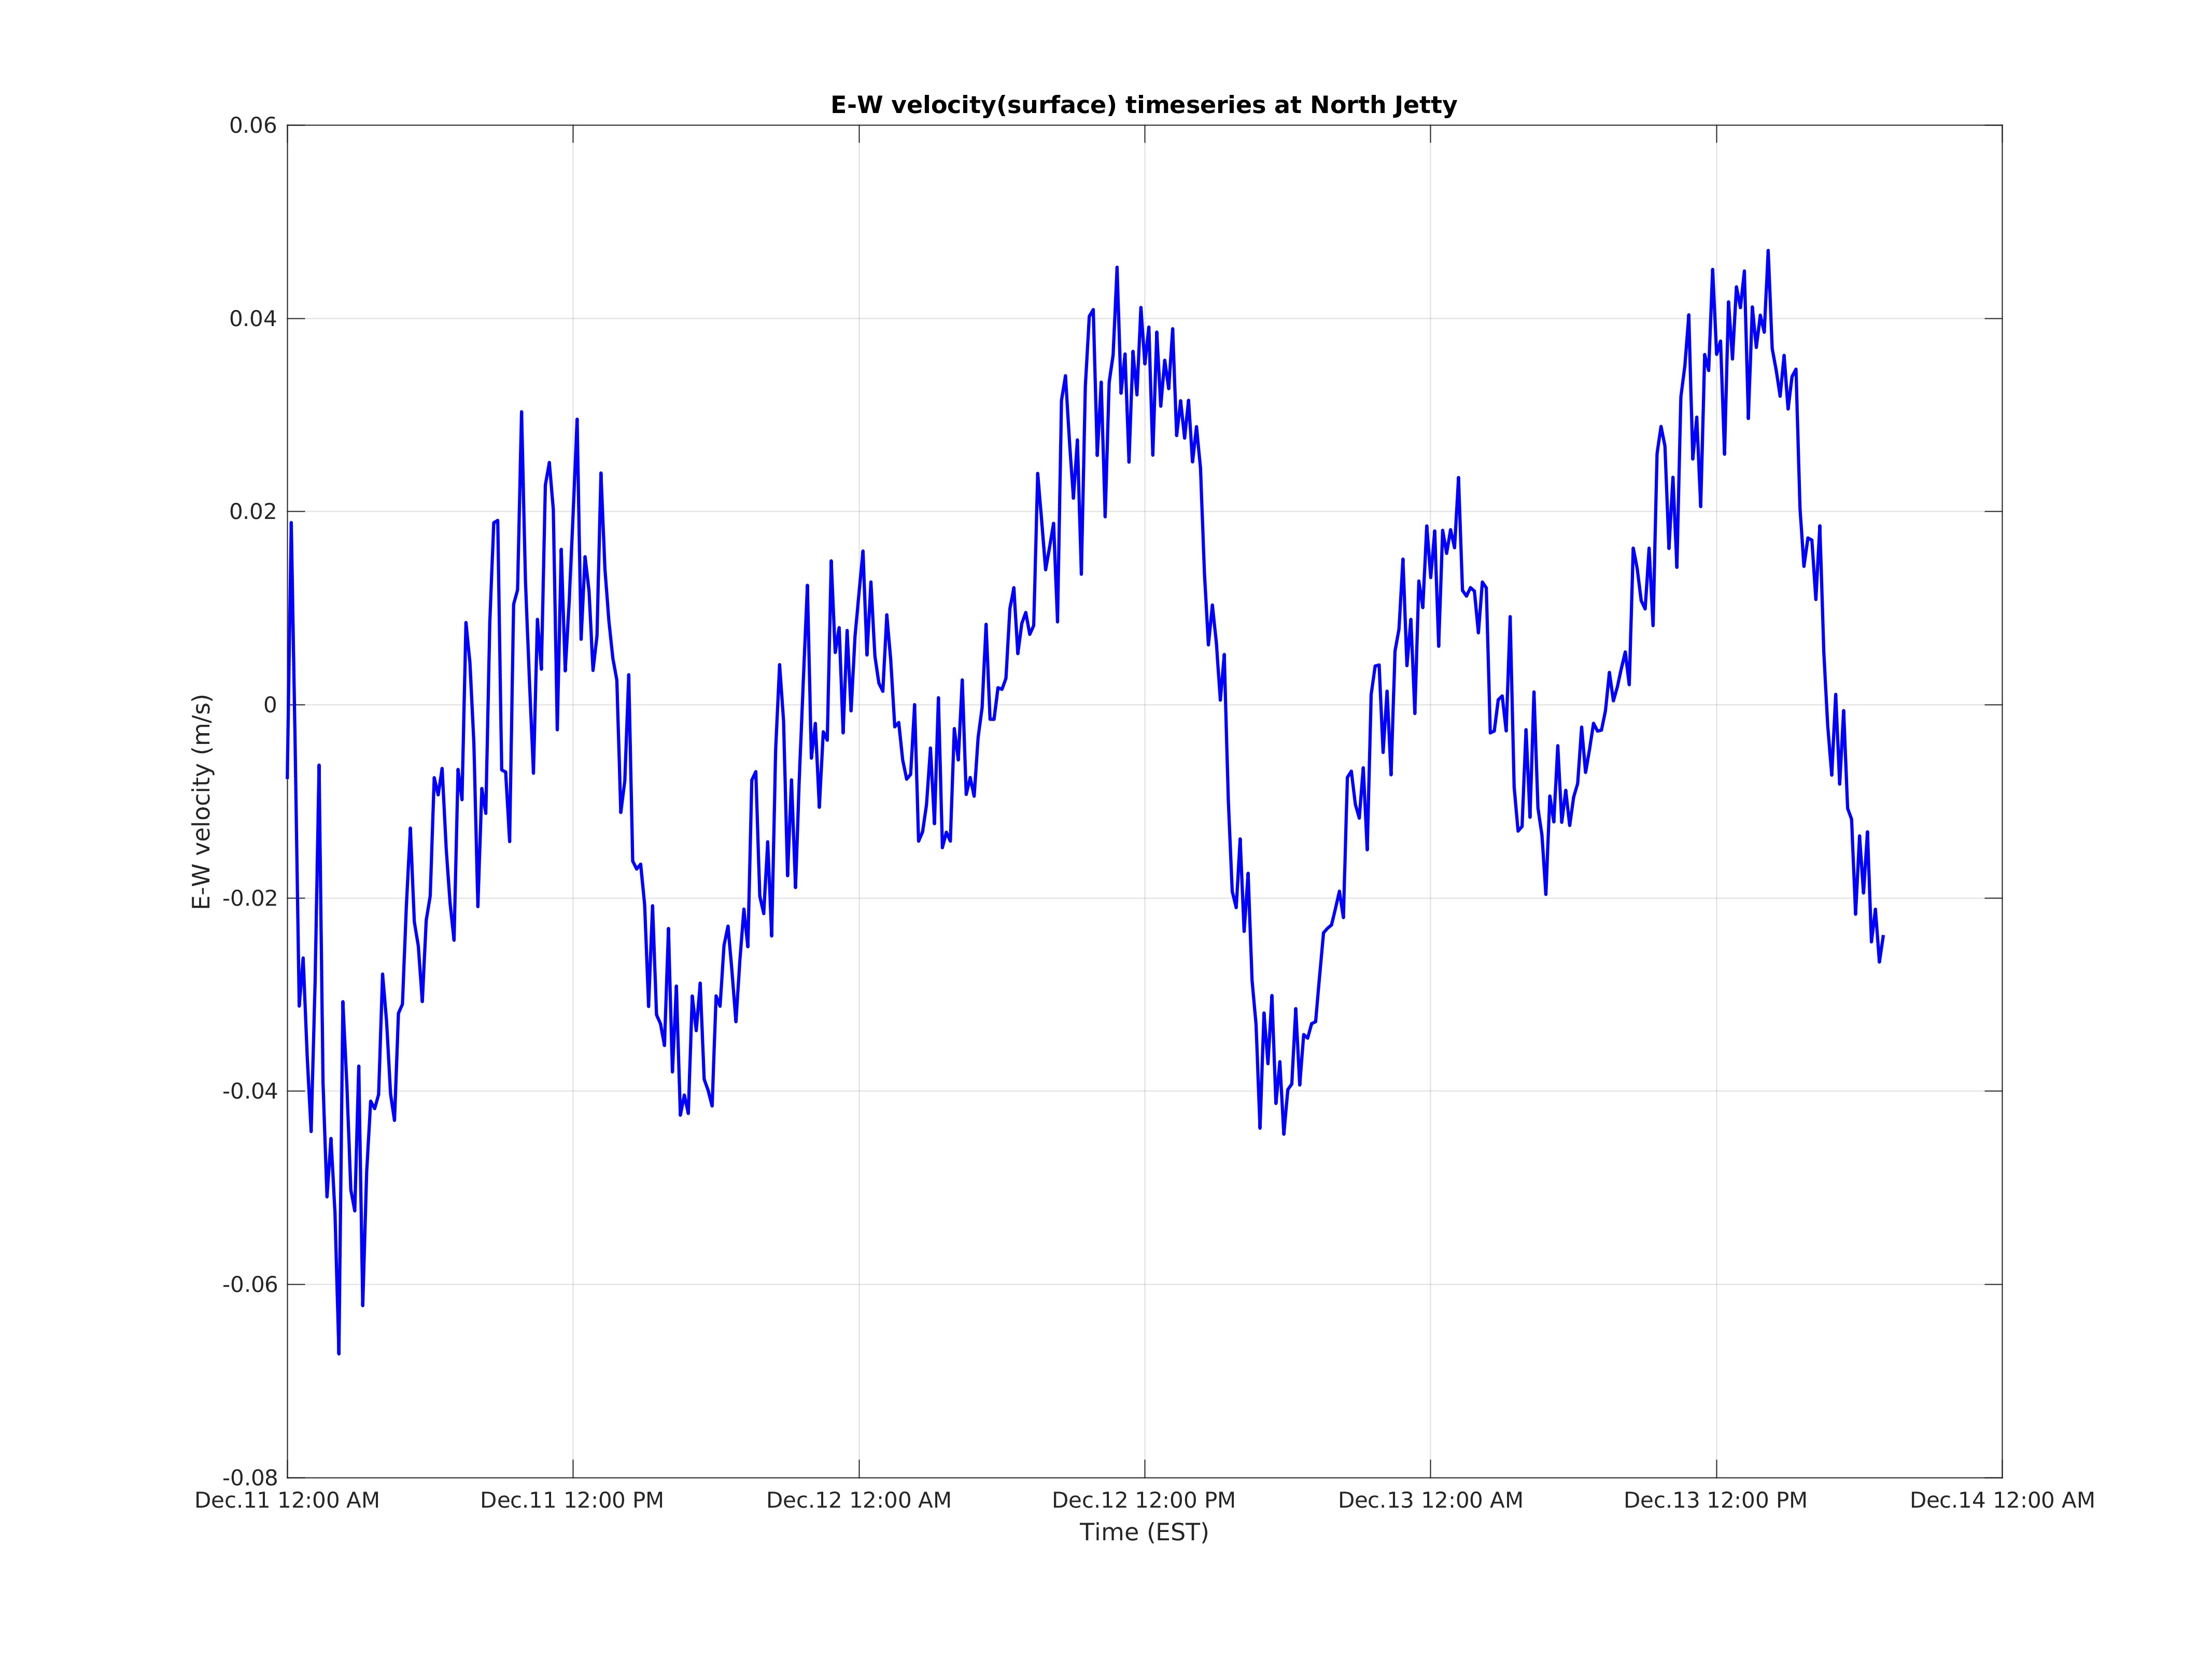 E-W velocity(surface) timeseries at North Jetty
0.06
0.04
0.02
0
-0.02
-0.04
-0.06
-0.08
E-W velocity (m/s)
Dec.11 12:00 AM Dec.11 12:00 PM Dec.12 12:00 AM Dec.12 12:00 PM Dec.13 12:00 AM Dec.13 12:00 PM Dec.14 12:00 AM
Time (EST)